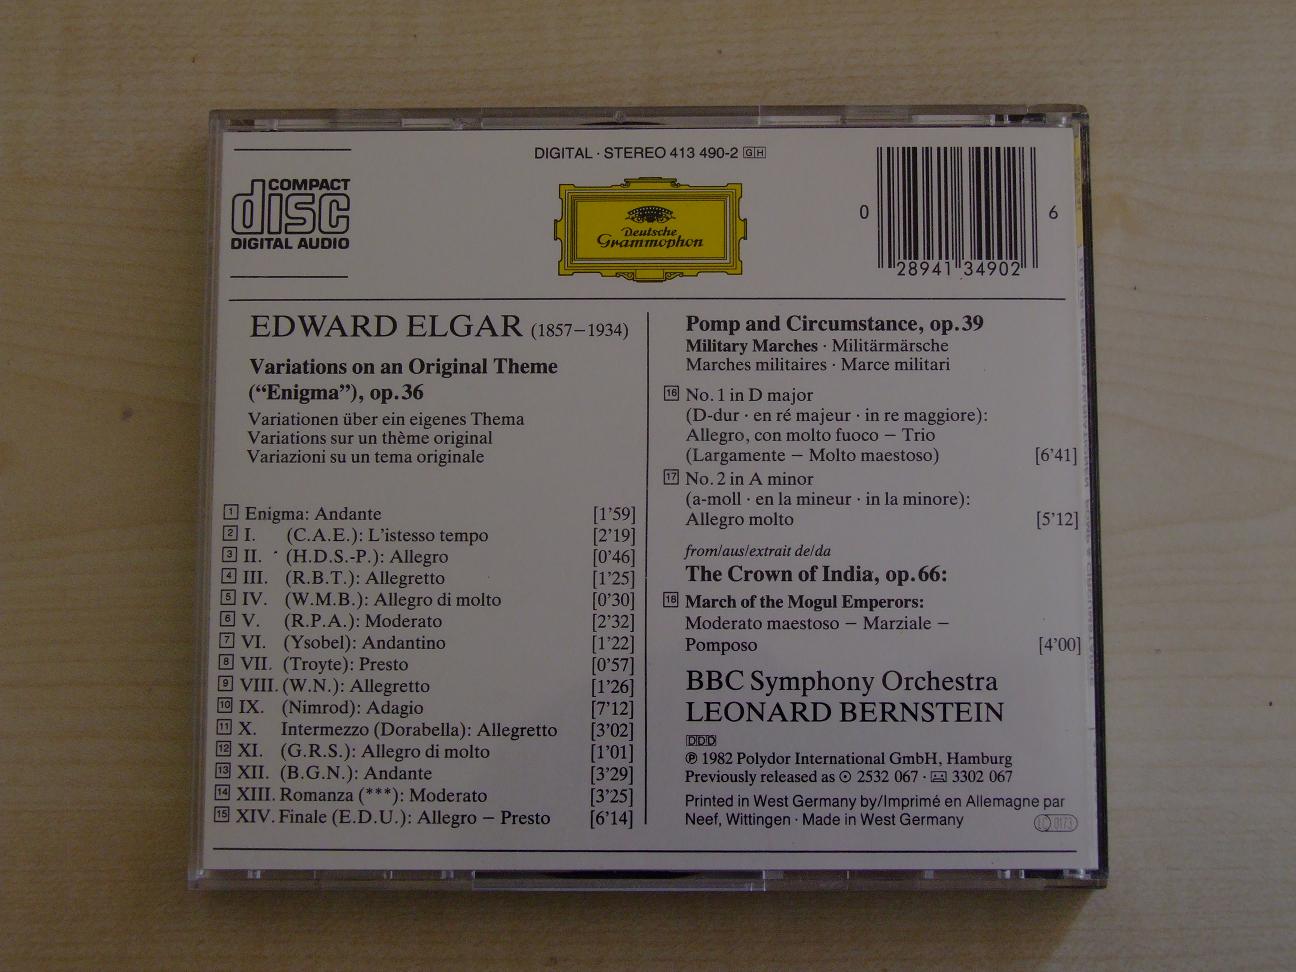 DIGITAL · STEREO 413 490-2 GH
COMPACT
disc
DIGITAL AUDIO
Deutsche
Grammophon
0 28941 34902 6
EDWARD ELGAR (1857–1934)
Variations on an Original Theme
(“Enigma”), op. 36
Variationen über ein eigenes Thema
Variations sur un thème original
Variazioni su un tema originale
1 Enigma: Andante [1’59]
2 I. (C.A.E.): L’istesso tempo [2’19]
3 II. (H.D.S.-P.): Allegro [0’46]
4 III. (R.B.T.): Allegretto [1’25]
5 IV. (W.M.B.): Allegro di molto [0’30]
6 V. (R.P.A.): Moderato [2’32]
7 VI. (Ysobel): Andantino [1’22]
8 VII. (Troyte): Presto [0’57]
9 VIII. (W.N.): Allegretto [1’26]
10 IX. (Nimrod): Adagio [7’12]
11 X. Intermezzo (Dorabella): Allegretto [3’02]
12 XI. (G.R.S.): Allegro di molto [1’01]
13 XII. (B.G.N.): Andante [3’29]
14 XIII. Romanza (***): Moderato [3’25]
15 XIV. Finale (E.D.U.): Allegro – Presto [6’14]
Pomp and Circumstance, op. 39
Military Marches · Militärmärsche
Marches militaires · Marce militari
16 No. 1 in D major
(D-dur · en ré majeur · in re maggiore):
Allegro, con molto fuoco – Trio
(Largamente – Molto maestoso) [6’41]
17 No. 2 in A minor
(a-moll · en la mineur · in la minore):
Allegro molto [5’12]
from/aus/extrait de/da
The Crown of India, op. 66:
18 March of the Mogul Emperors:
Moderato maestoso – Marziale –
Pomposo [4’00]
BBC Symphony Orchestra
LEONARD BERNSTEIN
DDD
℗ 1982 Polydor International GmbH, Hamburg
Previously released as 2532 067 · 3302 067
Printed in West Germany by/Imprimé en Allemagne par
Neef, Wittingen · Made in West Germany